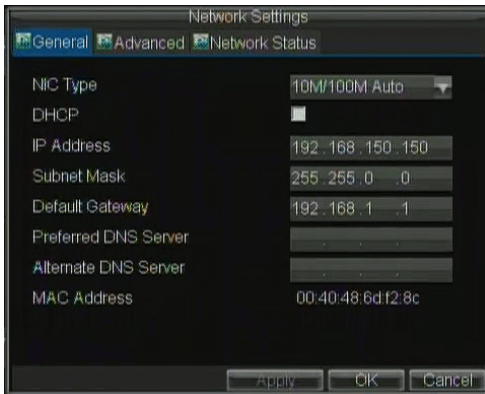 Network Settings
General Advanced Network Status
NIC Type 10M/100M Auto
DHCP
IP Address 192.168.150.150
Subnet Mask 255.255.0.0
Default Gateway 192.168.1.1
Preferred DNS Server
Alternate DNS Server
MAC Address 00:40:48:6d:f2:8c
Apply OK Cancel